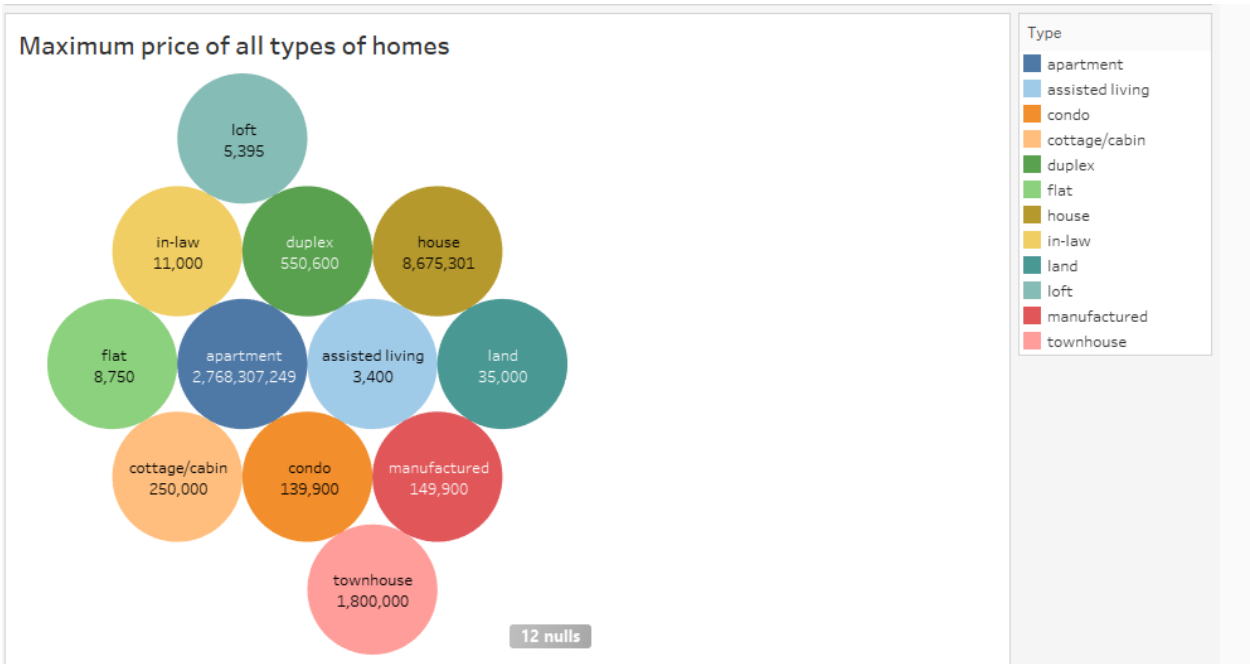 Maximum price of all types of homes
loft
5,395
in-law
11,000
duplex
550,600
house
8,675,301
flat
8,750
apartment
2,768,307,249
assisted living
3,400
land
35,000
cottage/cabin
250,000
condo
139,900
manufactured
149,900
townhouse
1,800,000
12 nulls
Type
apartment
assisted living
condo
cottage/cabin
duplex
flat
house
in-law
land
loft
manufactured
townhouse